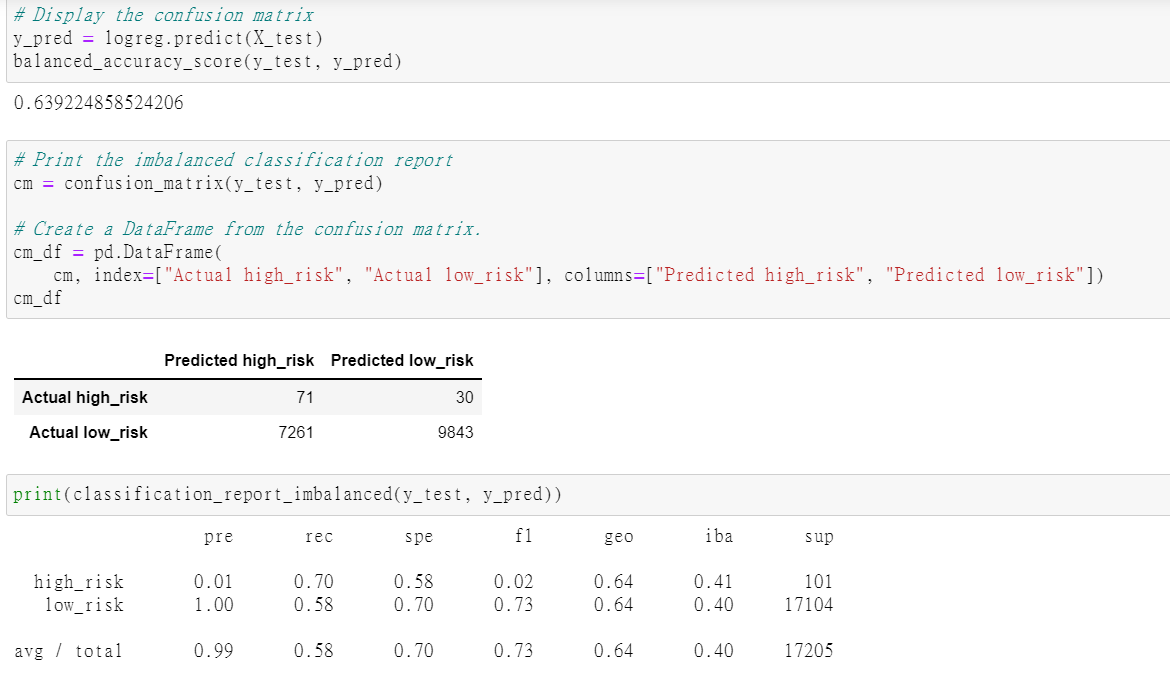 # Display the confusion matrix
y_pred = logreg.predict(X_test)
balanced_accuracy_score(y_test, y_pred)
0.639224858524206
# Print the imbalanced classification report
cm = confusion_matrix(y_test, y_pred)
# Create a DataFrame from the confusion matrix.
cm_df = pd.DataFrame(
    cm, index=["Actual high_risk", "Actual low_risk"], columns=["Predicted high_risk", "Predicted low_risk"])
cm_df
Predicted high_risk Predicted low_risk
Actual high_risk 71 30
Actual low_risk 7261 9843
print(classification_report_imbalanced(y_test, y_pred))
pre rec spe f1 geo iba sup
high_risk 0.01 0.70 0.58 0.02 0.64 0.41 101
low_risk 1.00 0.58 0.70 0.73 0.64 0.40 17104
avg / total 0.99 0.58 0.70 0.73 0.64 0.40 17205